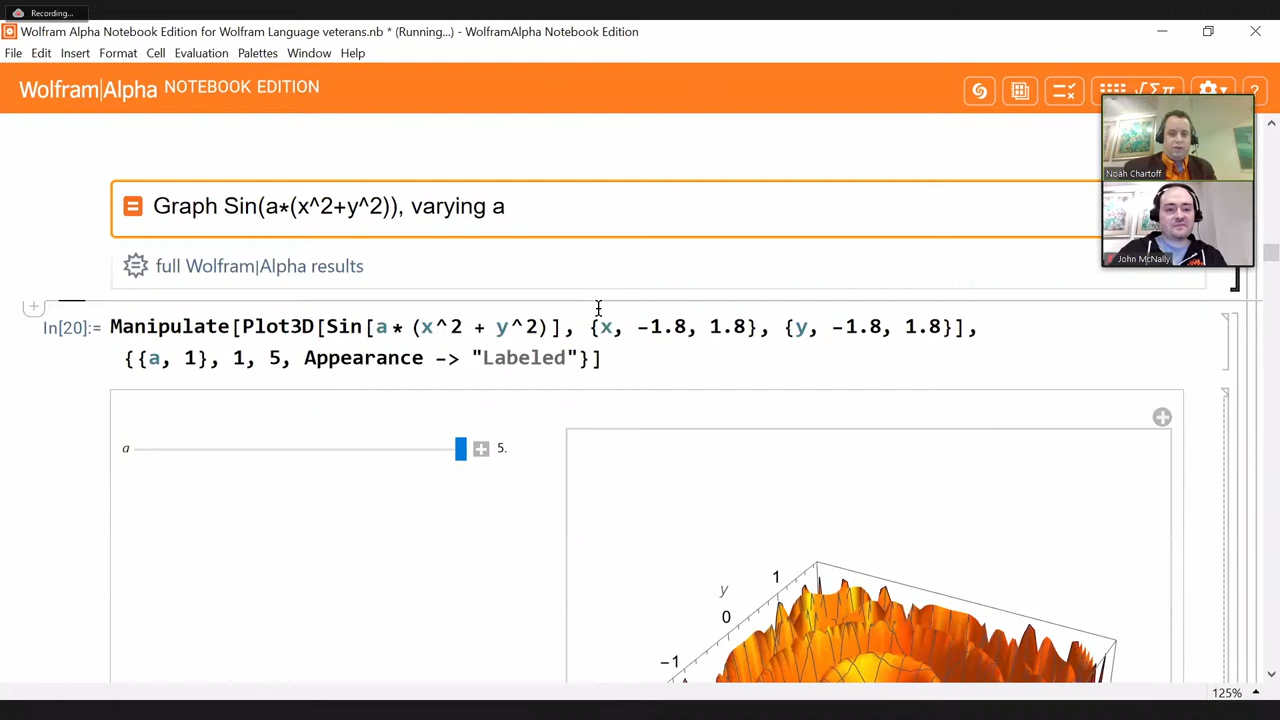 Recording...
Wolfram Alpha Notebook Edition for Wolfram Language veterans.nb * (Running...) - WolframAlpha Notebook Edition
File Edit Insert Format Cell Evaluation Palettes Window Help
Wolfram|Alpha NOTEBOOK EDITION
√Σπ ?
Noah Chartoff
Graph Sin(a*(x^2+y^2)), varying a
John McNally
full Wolfram|Alpha results
In[20]:= Manipulate[Plot3D[Sin[a * (x^2 + y^2)], {x, -1.8, 1.8}, {y, -1.8, 1.8}],
{{a, 1}, 1, 5, Appearance -> "Labeled"}]
a 5.
y
1
0
-1
125%